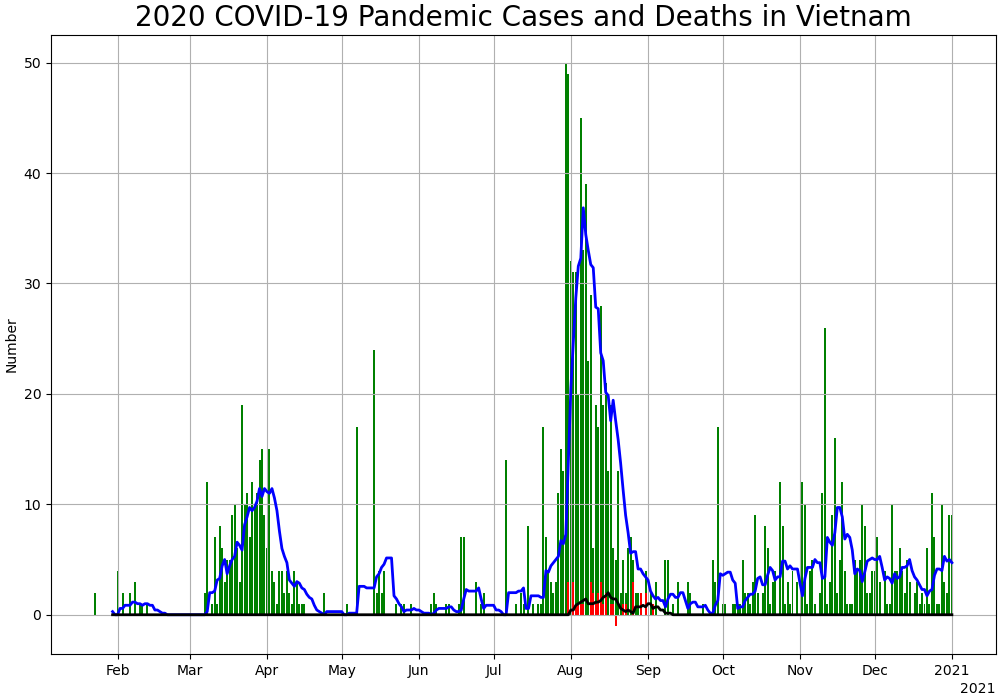 2020 COVID-19 Pandemic Cases and Deaths in Vietnam
Number
50
40
30
20
10
0
Feb Mar Apr May Jun Jul Aug Sep Oct Nov Dec 2021
2021